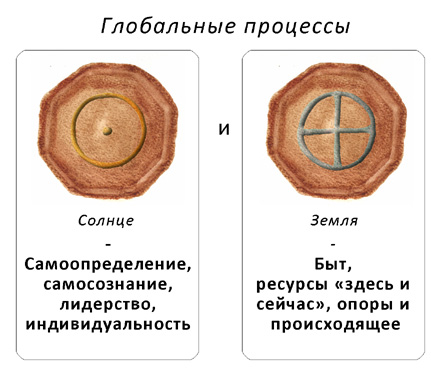 Глобальные процессы
и
Солнце
-
Самоопределение,
самосознание,
лидерство,
индивидуальность
Земля
-
Быт,
ресурсы «здесь и
сейчас», опоры и
происходящее